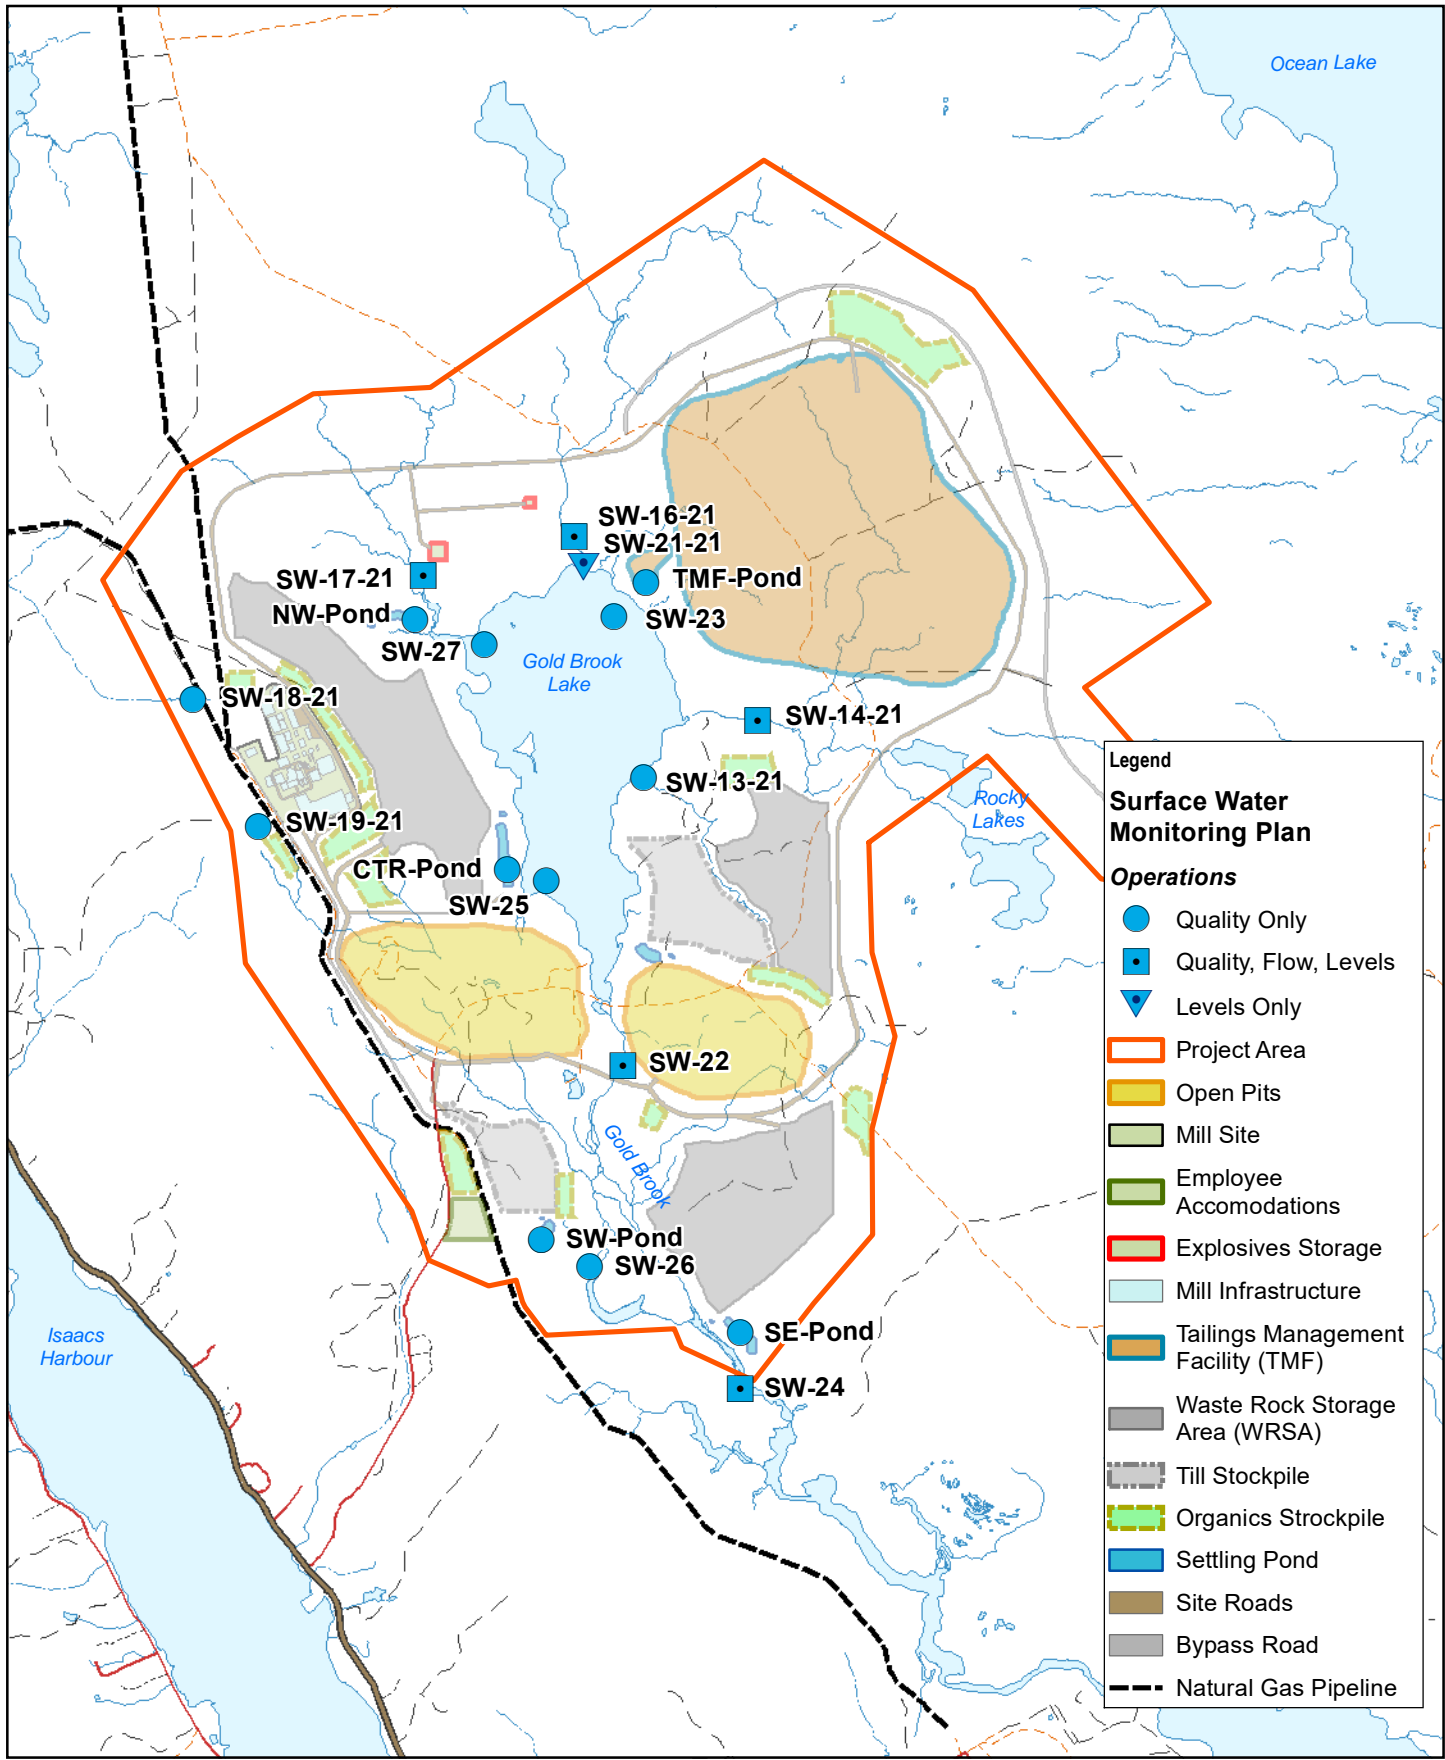 Ocean Lake
SW-16-21
SW-21-21
SW-17-21
TMF-Pond
NW-Pond
SW-23
SW-27
Gold Brook
Lake
SW-18-21
SW-14-21
SW-13-21
Rocky
Lakes
SW-19-21
CTR-Pond
SW-25
SW-22
Gold Brook
SW-Pond
SW-26
SE-Pond
Isaacs
Harbour
SW-24
Legend
Surface Water
Monitoring Plan
Operations
Quality Only
Quality, Flow, Levels
Levels Only
Project Area
Open Pits
Mill Site
Employee
Accomodations
Explosives Storage
Mill Infrastructure
Tailings Management
Facility (TMF)
Waste Rock Storage
Area (WRSA)
Till Stockpile
Organics Strockpile
Settling Pond
Site Roads
Bypass Road
Natural Gas Pipeline